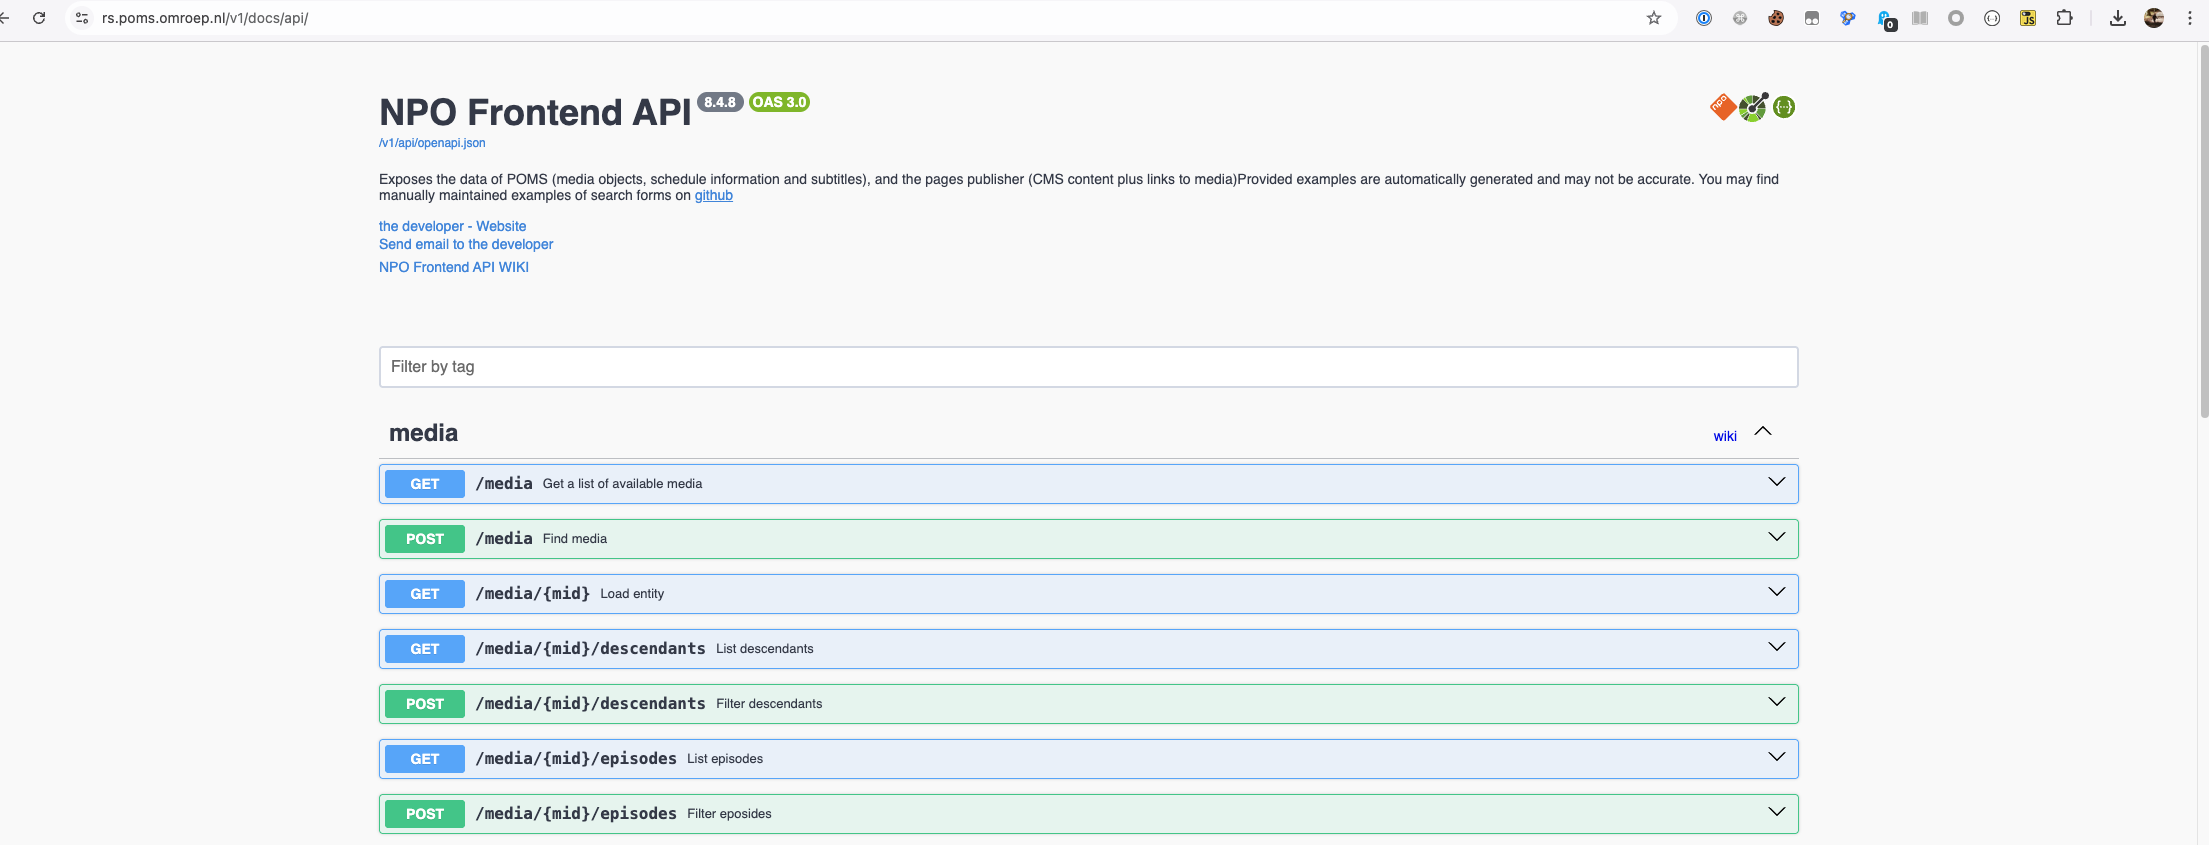 rs.poms.omroep.nl/v1/docs/api/
0
JS
NPO Frontend API 8.4.8 OAS 3.0
npo
/v1/api/openapi.json
Exposes the data of POMS (media objects, schedule information and subtitles), and the pages publisher (CMS content plus links to media)Provided examples are automatically generated and may not be accurate. You may find
manually maintained examples of search forms on github
the developer - Website
Send email to the developer
NPO Frontend API WIKI
Filter by tag
media wiki
GET /media Get a list of available media
POST /media Find media
GET /media/{mid} Load entity
GET /media/{mid}/descendants List descendants
POST /media/{mid}/descendants Filter descendants
GET /media/{mid}/episodes List episodes
POST /media/{mid}/episodes Filter eposides